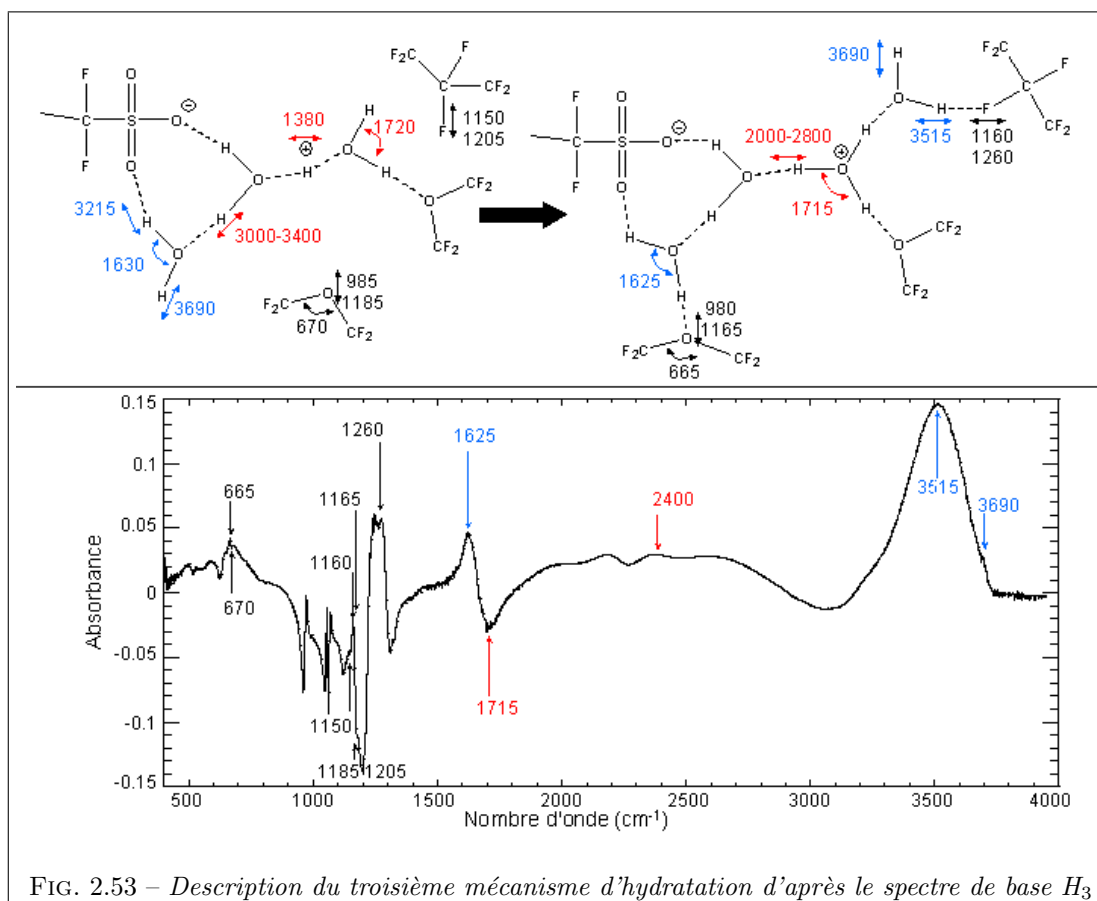 F₂C F
C CF₂
F
1150
1205
F O
S O ⊖
F O
1380
⊕
H
1720
O H
H
O
H
H
O CF₂
CF₂
3215
H
O
1630
H
3690
3000-3400
F₂C O
CF₂
985
1185
670
F O
S O ⊖
F O
H
O
H
H
O
1625
H
2000-2800
H O ⊕
H
H
1715
3690
H
O H
3515
F₂C F
C CF₂
F
CF₂
1160
1260
O CF₂
CF₂
980
1165
F₂C O CF₂
665
0.15
0.1
0.05
0
-0.05
-0.1
-0.15
Absorbance
665
670
1260
1165
1160
1150
1185 1205
1625
1715
2400
3515
3690
500 1000 1500 2000 2500 3000 3500 4000
Nombre d'onde (cm⁻¹)
FIG. 2.53 – Description du troisième mécanisme d'hydratation d'après le spectre de base H₃